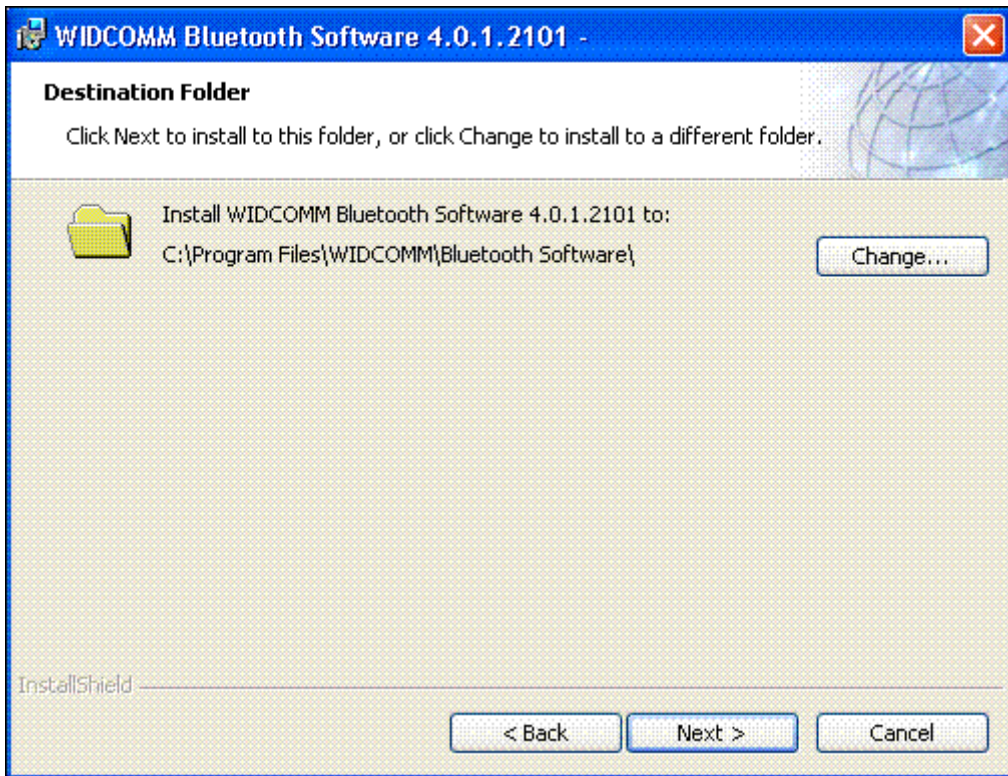 WIDCOMM Bluetooth Software 4.0.1.2101 -
Destination Folder
Click Next to install to this folder, or click Change to install to a different folder.
Install WIDCOMM Bluetooth Software 4.0.1.2101 to:
C:\Program Files\WIDCOMM\Bluetooth Software\
Change...
InstallShield
< Back
Next >
Cancel